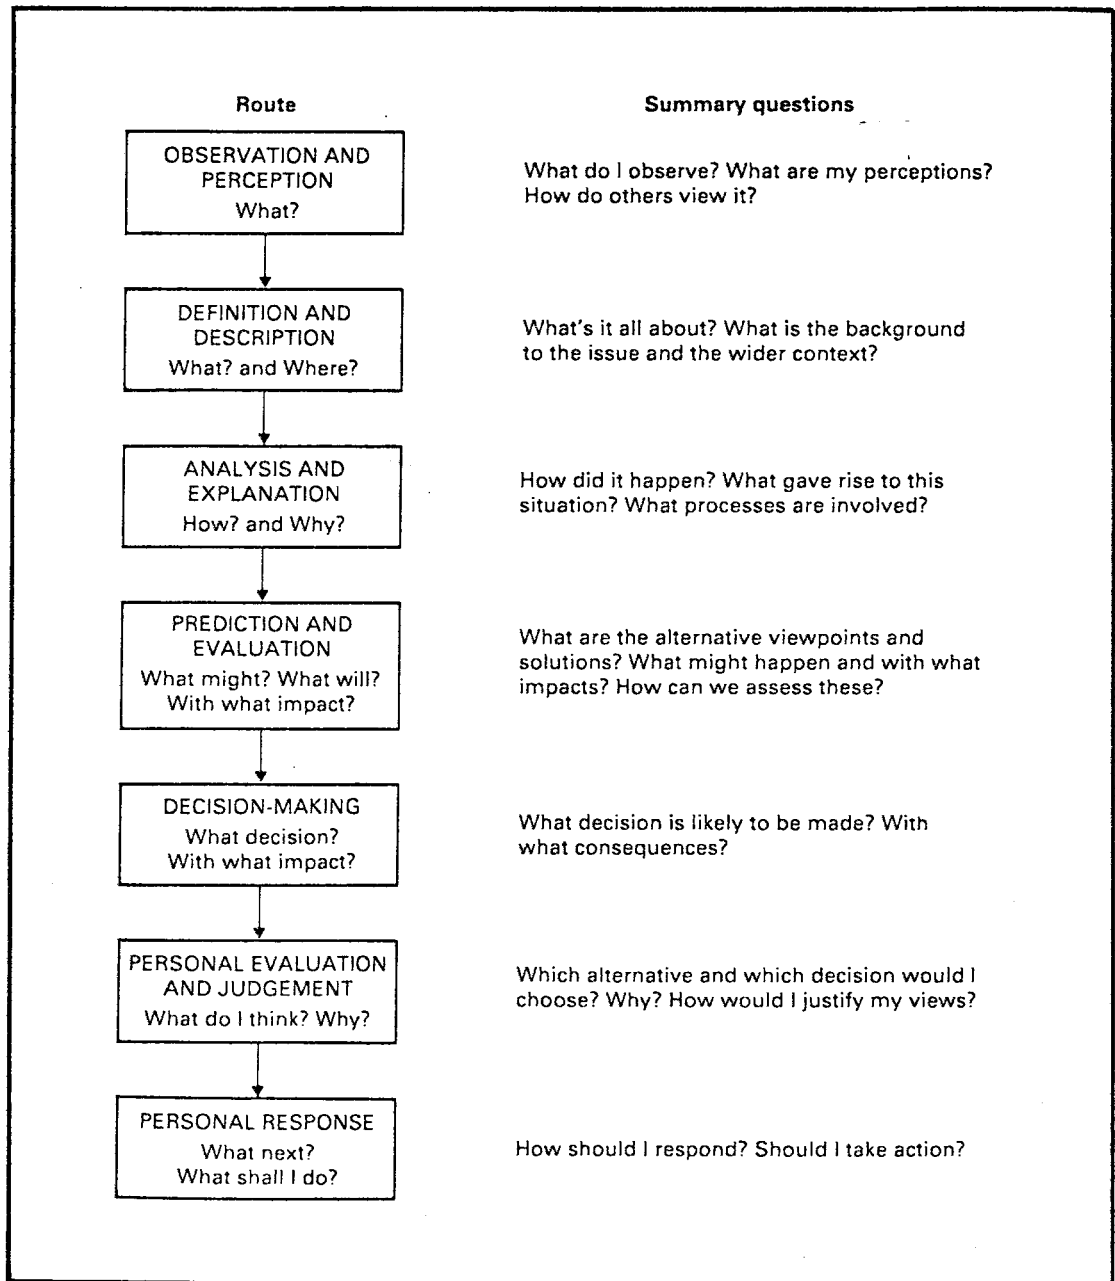 Route
Summary questions
OBSERVATION AND
PERCEPTION
What?
What do I observe? What are my perceptions?
How do others view it?
DEFINITION AND
DESCRIPTION
What? and Where?
What's it all about? What is the background
to the issue and the wider context?
ANALYSIS AND
EXPLANATION
How? and Why?
How did it happen? What gave rise to this
situation? What processes are involved?
PREDICTION AND
EVALUATION
What might? What will?
With what impact?
What are the alternative viewpoints and
solutions? What might happen and with what
impacts? How can we assess these?
DECISION-MAKING
What decision?
With what impact?
What decision is likely to be made? With
what consequences?
PERSONAL EVALUATION
AND JUDGEMENT
What do I think? Why?
Which alternative and which decision would I
choose? Why? How would I justify my views?
PERSONAL RESPONSE
What next?
What shall I do?
How should I respond? Should I take action?